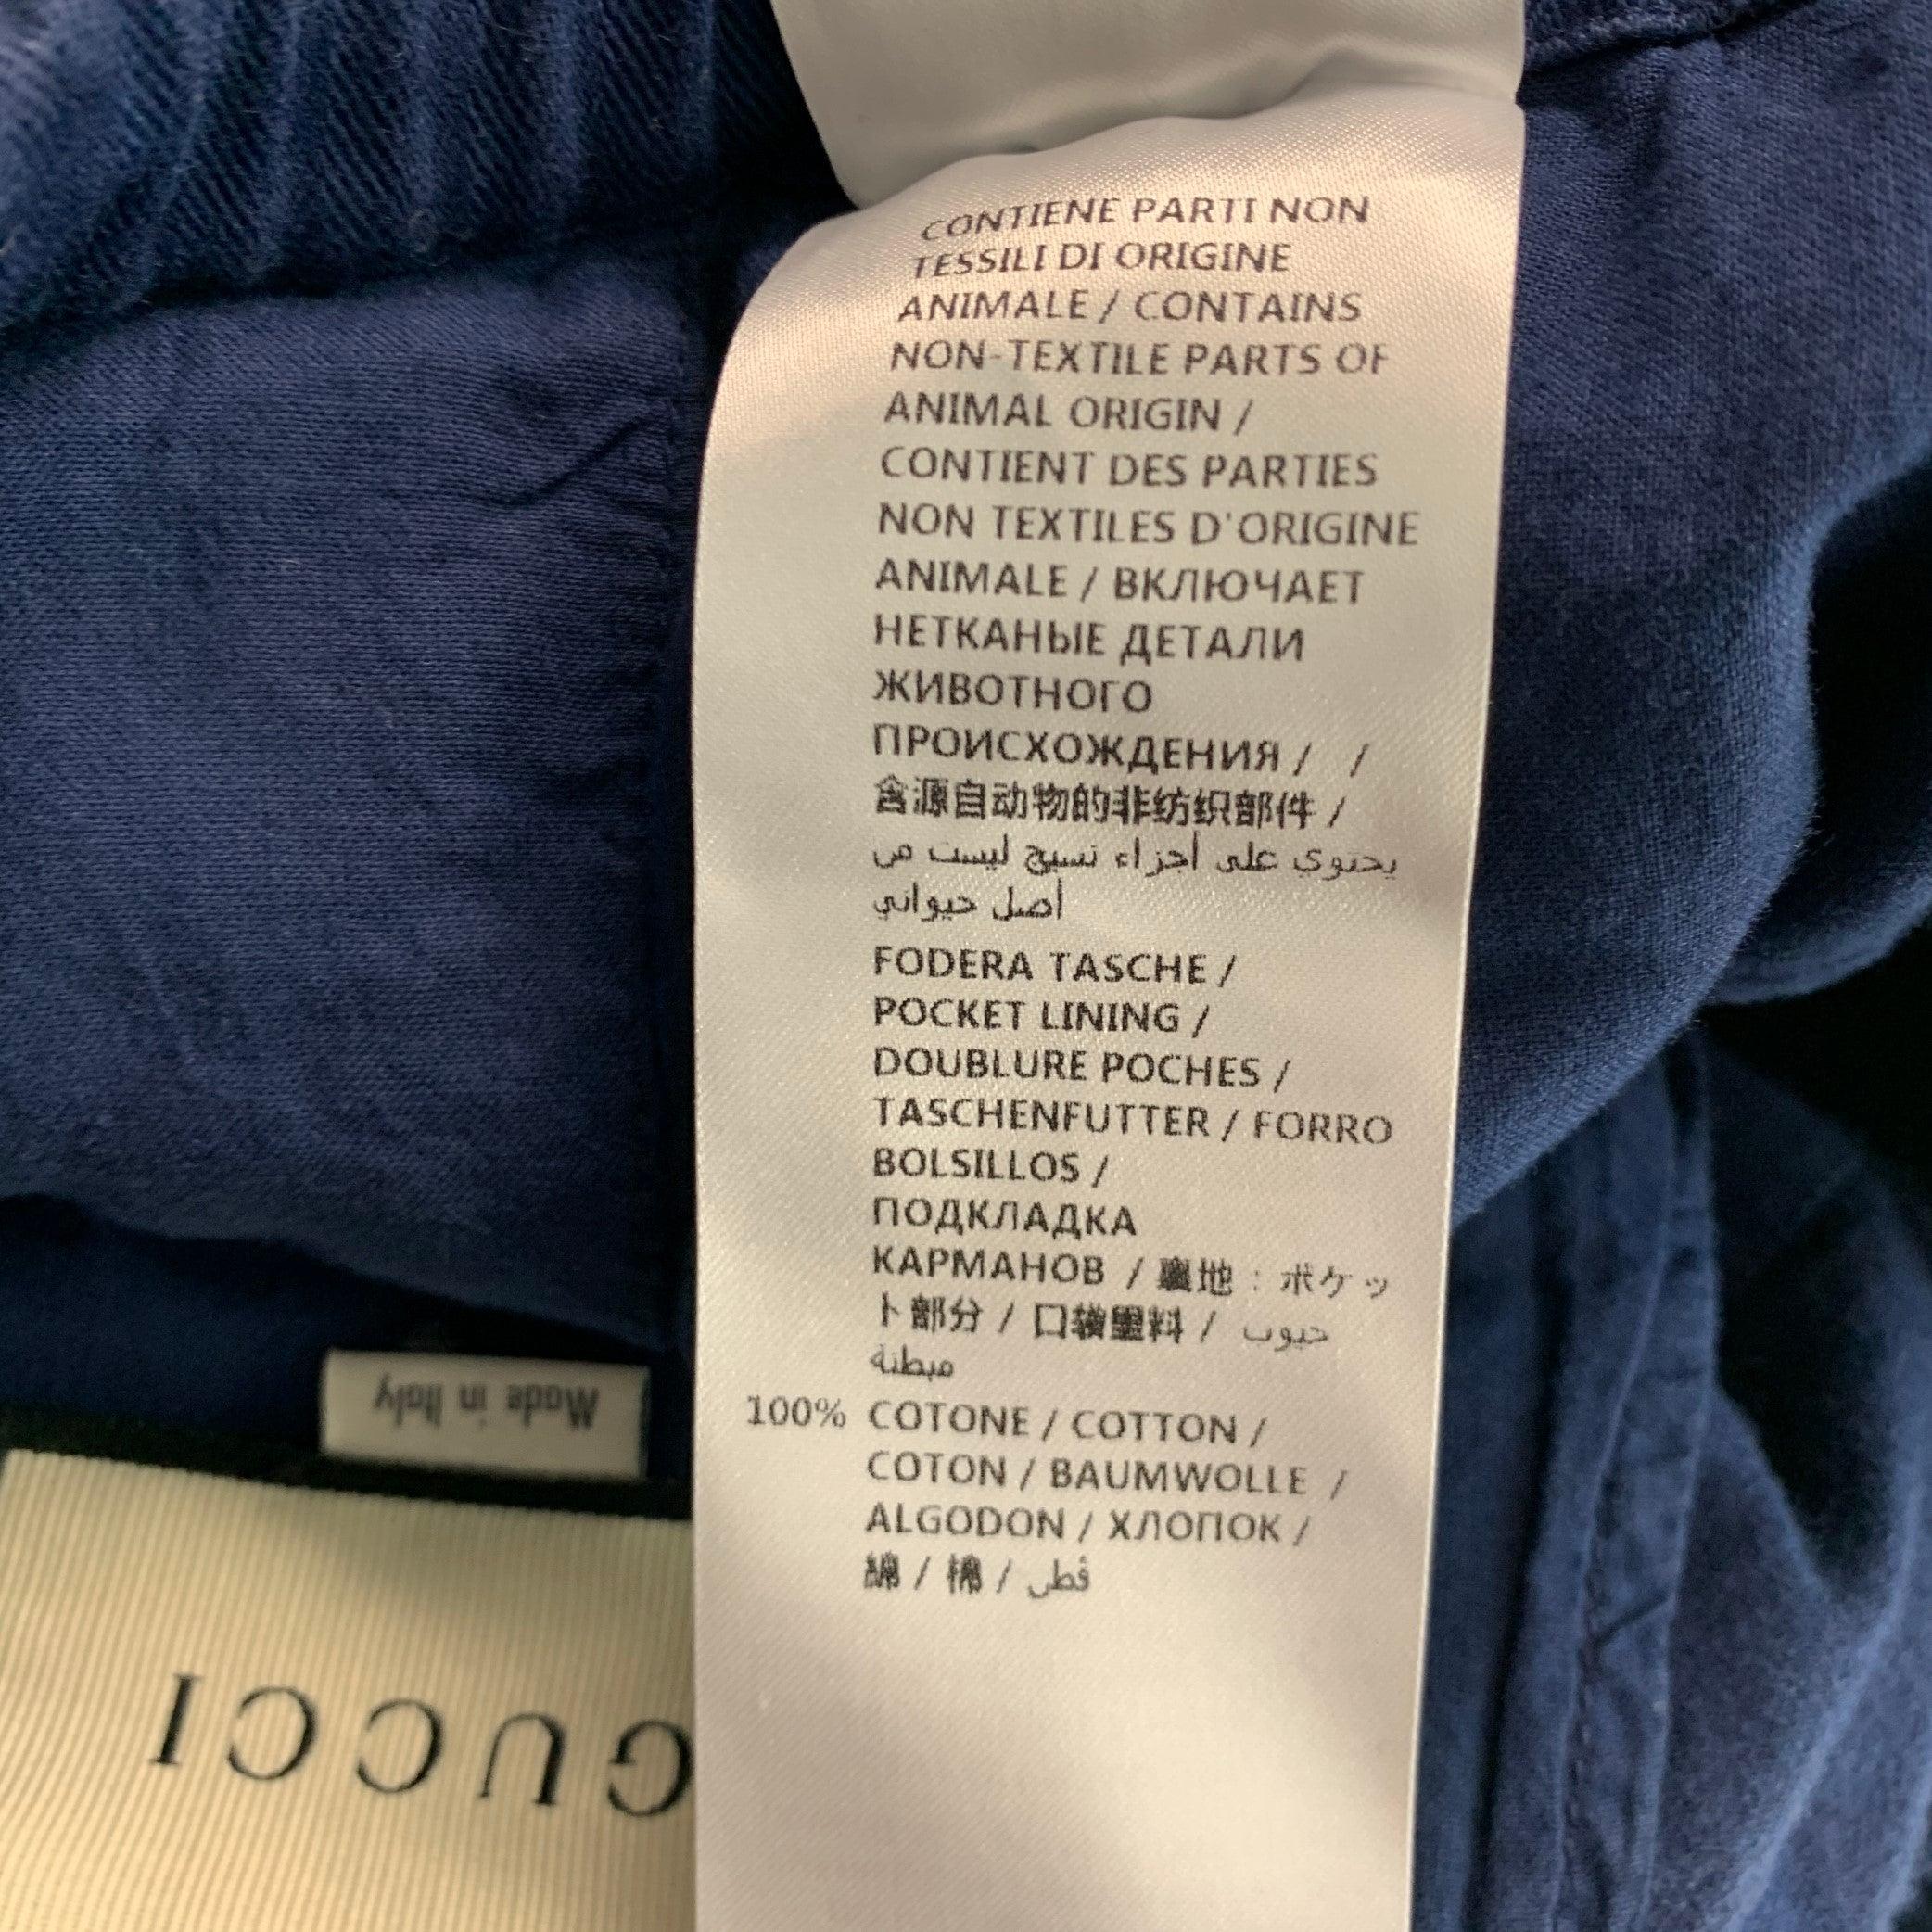 CONTIENE PARTI NON
TESSILI DI ORIGINE
ANIMALE / CONTAINS
NON-TEXTILE PARTS OF
ANIMAL ORIGIN /
CONTIENT DES PARTIES
NON TEXTILES D'ORIGINE
ANIMALE / ВКЛЮЧАЕТ
НЕТКАНЫЕ ДЕТАЛИ
ЖИВОТНОГО
ПРОИСХОЖДЕНИЯ / /
含源自动物的非纺织部件 /
يحتوي على أجزاء نسيج ليست من
أصل حيواني
FODERA TASCHE /
POCKET LINING /
DOUBLURE POCHES /
TASCHENFUTTER / FORRO
BOLSILLOS /
ПОДКЛАДКА
КАРМАНОВ / 裏地 : ポケッ
ト部分 / 口袋里料 / جيوب
مبطنة
100% COTONE / COTTON /
COTON / BAUMWOLLE /
ALGODON / ХЛОПОК /
綿 / 棉 / قطن
Made in Italy
GUCCI